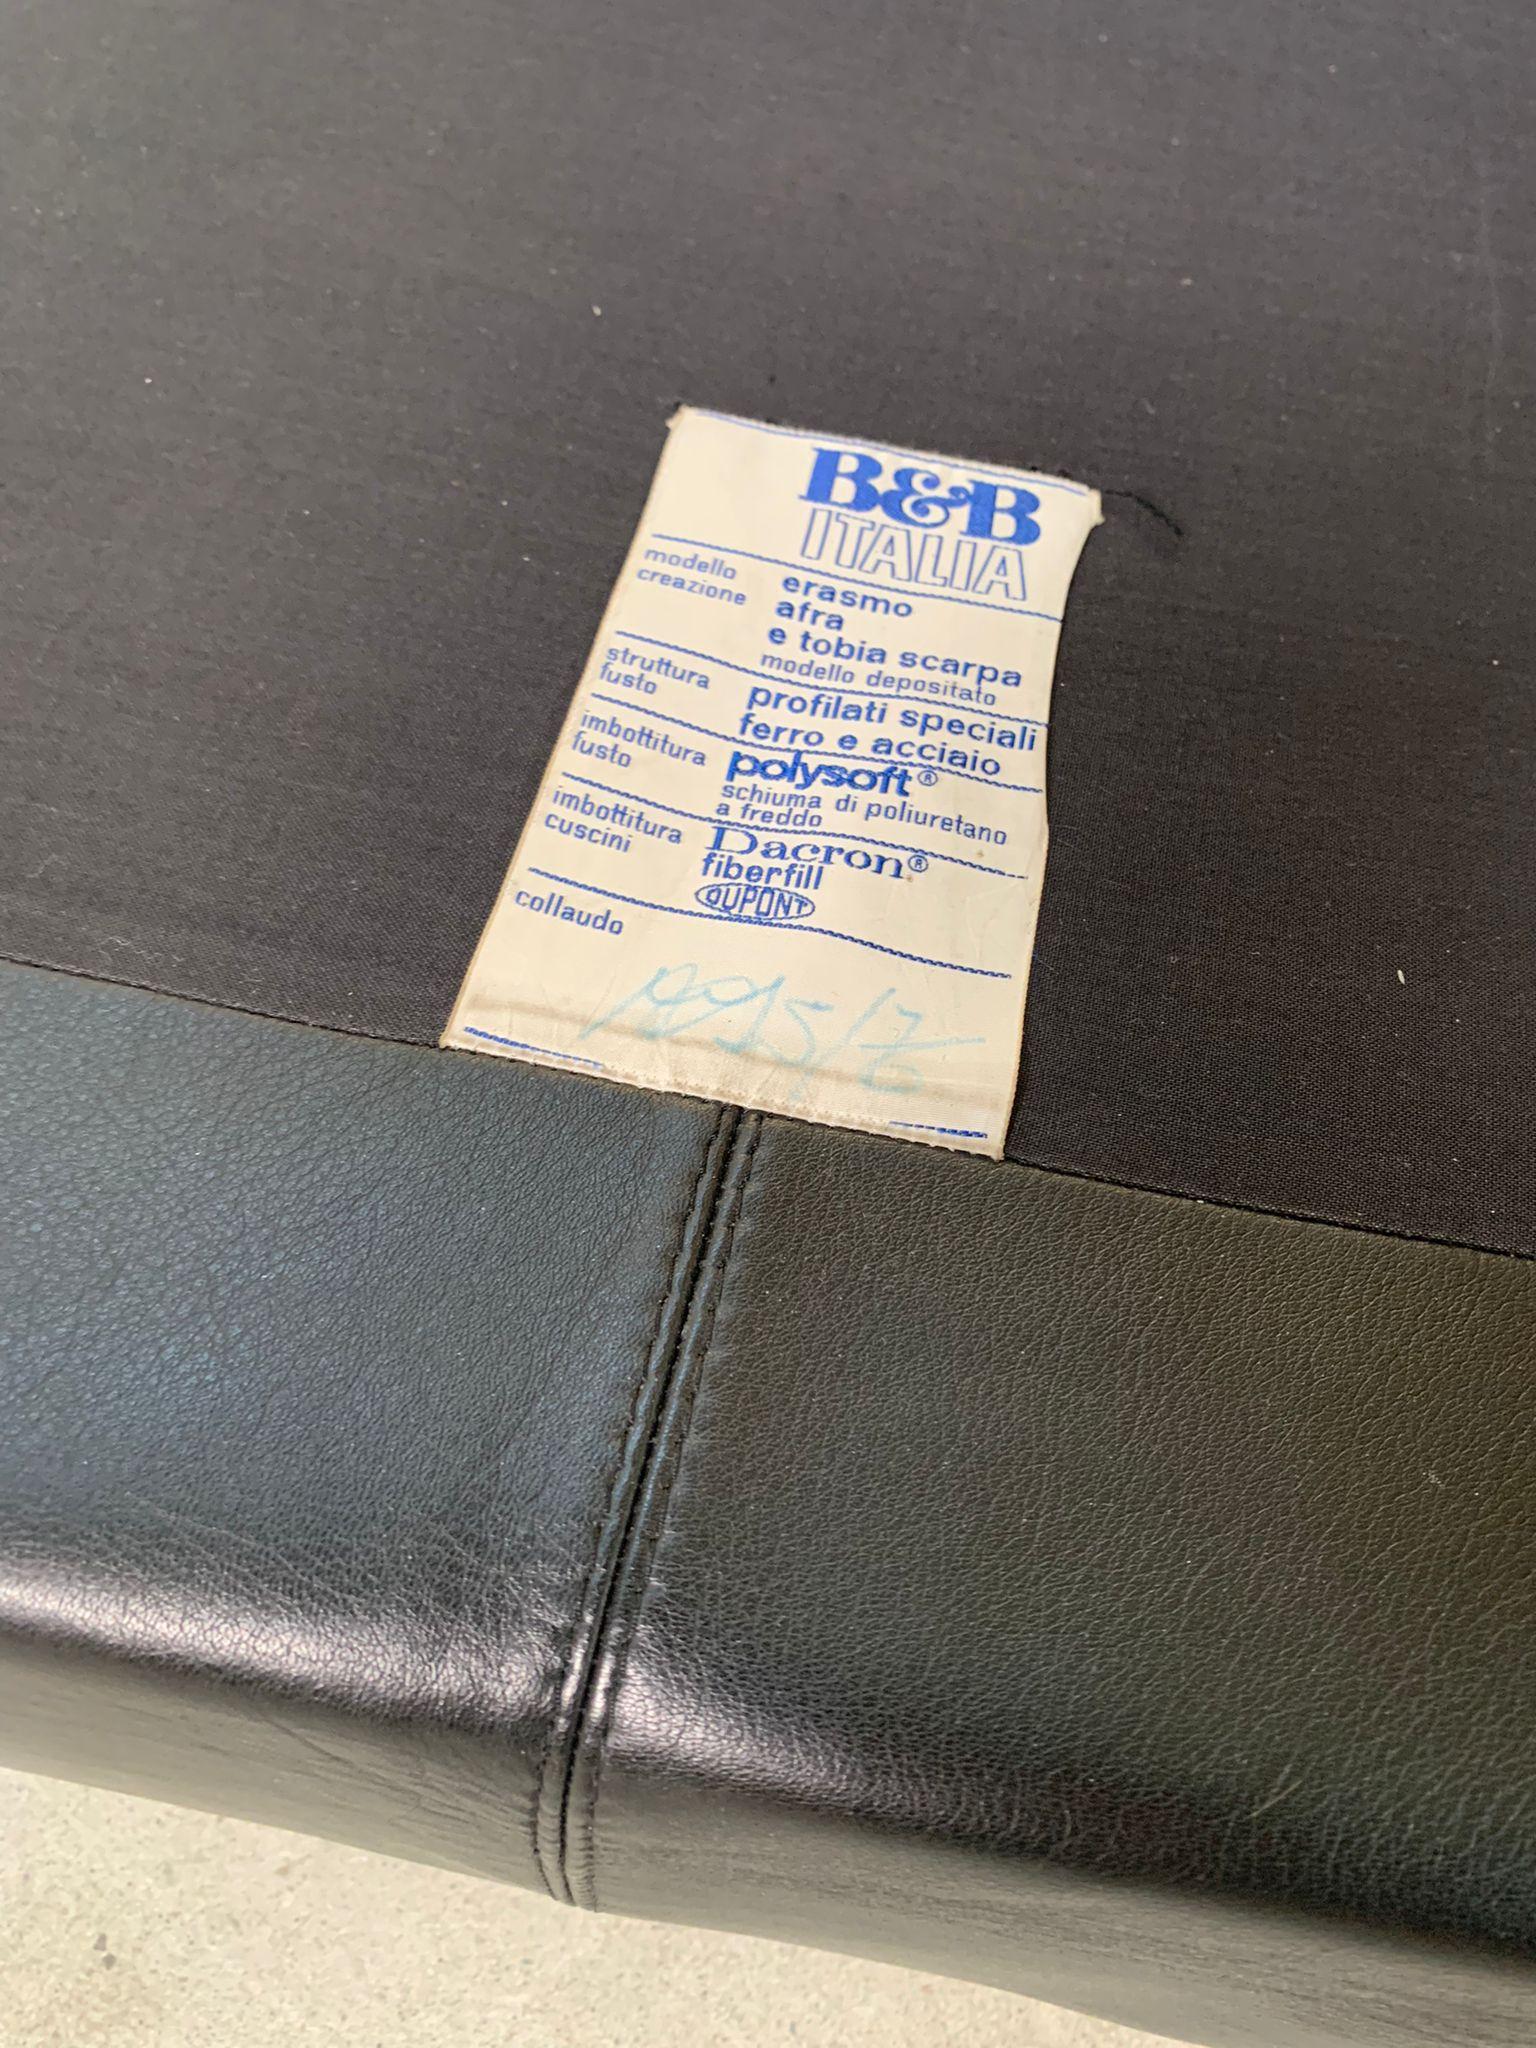 B&B
ITALIA
modello erasmo
creazione afra
e tobia scarpa
modello depositato
struttura profilati speciali
fusto ferro e acciaio
imbottitura polysoft®
fusto schiuma di poliuretano
a freddo
imbottitura Dacron®
cuscini fiberfill
DUPONT
collaudo